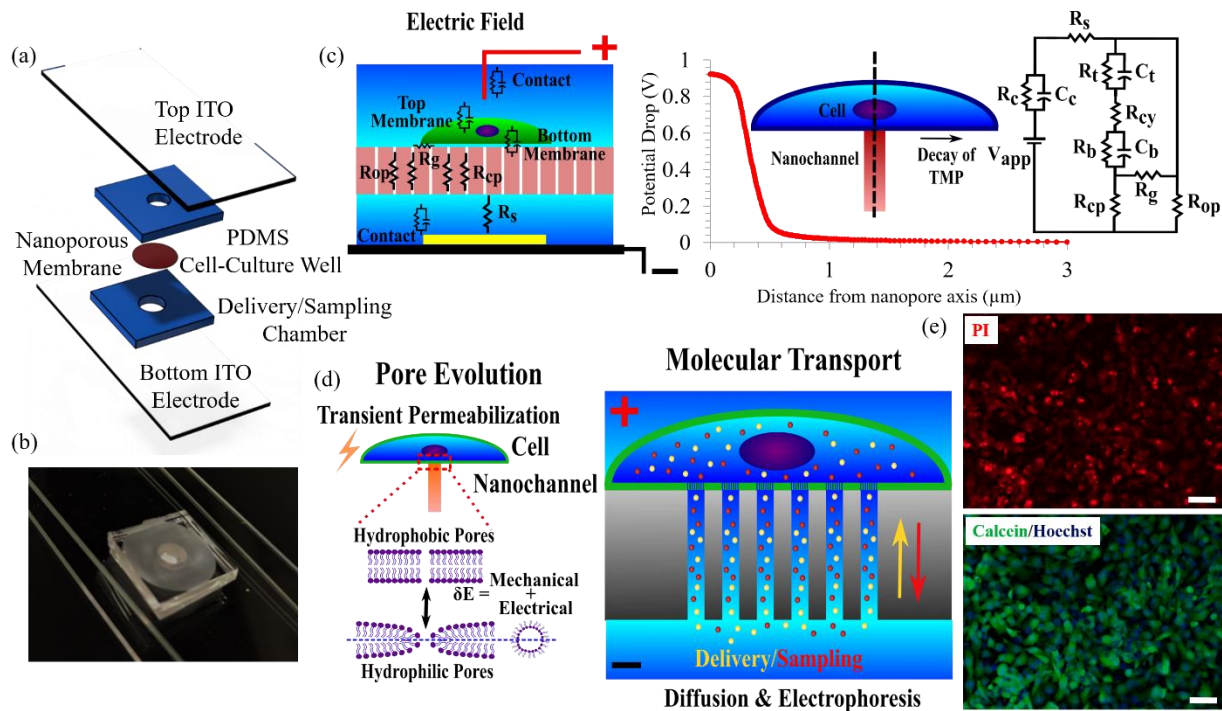 (a)
Top ITO
Electrode
Nanoporous
Membrane
PDMS
Cell-Culture Well
Delivery/Sampling
Chamber
Bottom ITO
Electrode
(b)
(c)
Electric Field
+
Contact
Top
Membrane
Bottom
Membrane
Rg
Rop
Rcp
Rs
Contact
−
Potential Drop (V)
1
0.8
0.6
0.4
0.2
0
0
1
2
3
Distance from nanopore axis (µm)
Cell
Nanochannel
Decay of
TMP
Rs
Rt
Ct
Rc
Cc
Rcy
Vapp
Rb
Cb
Rg
Rcp
Rop
(d)
Pore Evolution
Transient Permeabilization
Cell
Nanochannel
Hydrophobic Pores
δE =
Mechanical
+
Electrical
Hydrophilic Pores
Molecular Transport
+
Delivery/Sampling
Diffusion & Electrophoresis
(e)
PI
Calcein/Hoechst